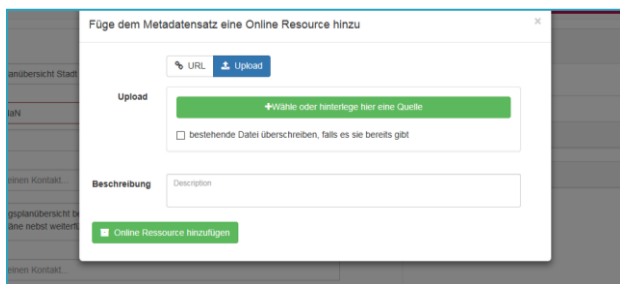 Füge dem Metadatensatz eine Online Resource hinzu
×
URL Upload
anübersicht Stadt
Upload
+Wähle oder hinterlege hier eine Quelle
laN
bestehende Datei überschreiben, falls es sie bereits gibt
einen Kontakt...
Beschreibung
Description
gsplanübersicht be
äne nebst weiterfü
Online Ressource hinzufügen
einen Kontakt...